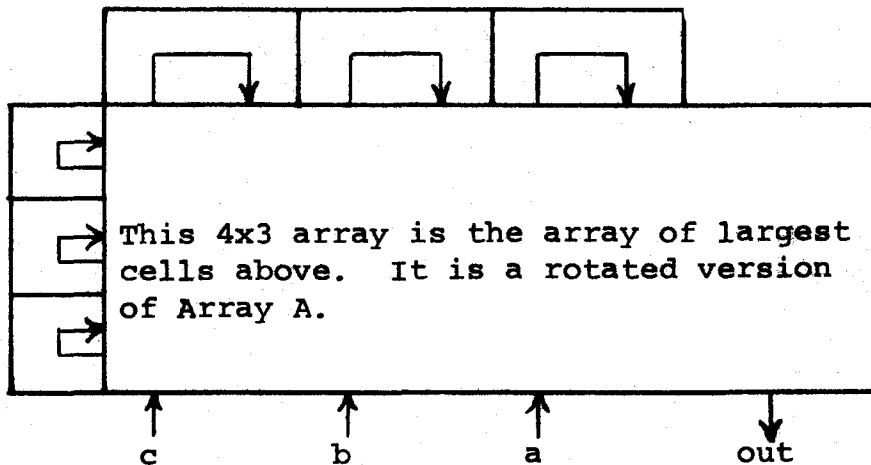 This 4x3 array is the array of largest
cells above. It is a rotated version
of Array A.
c b a out